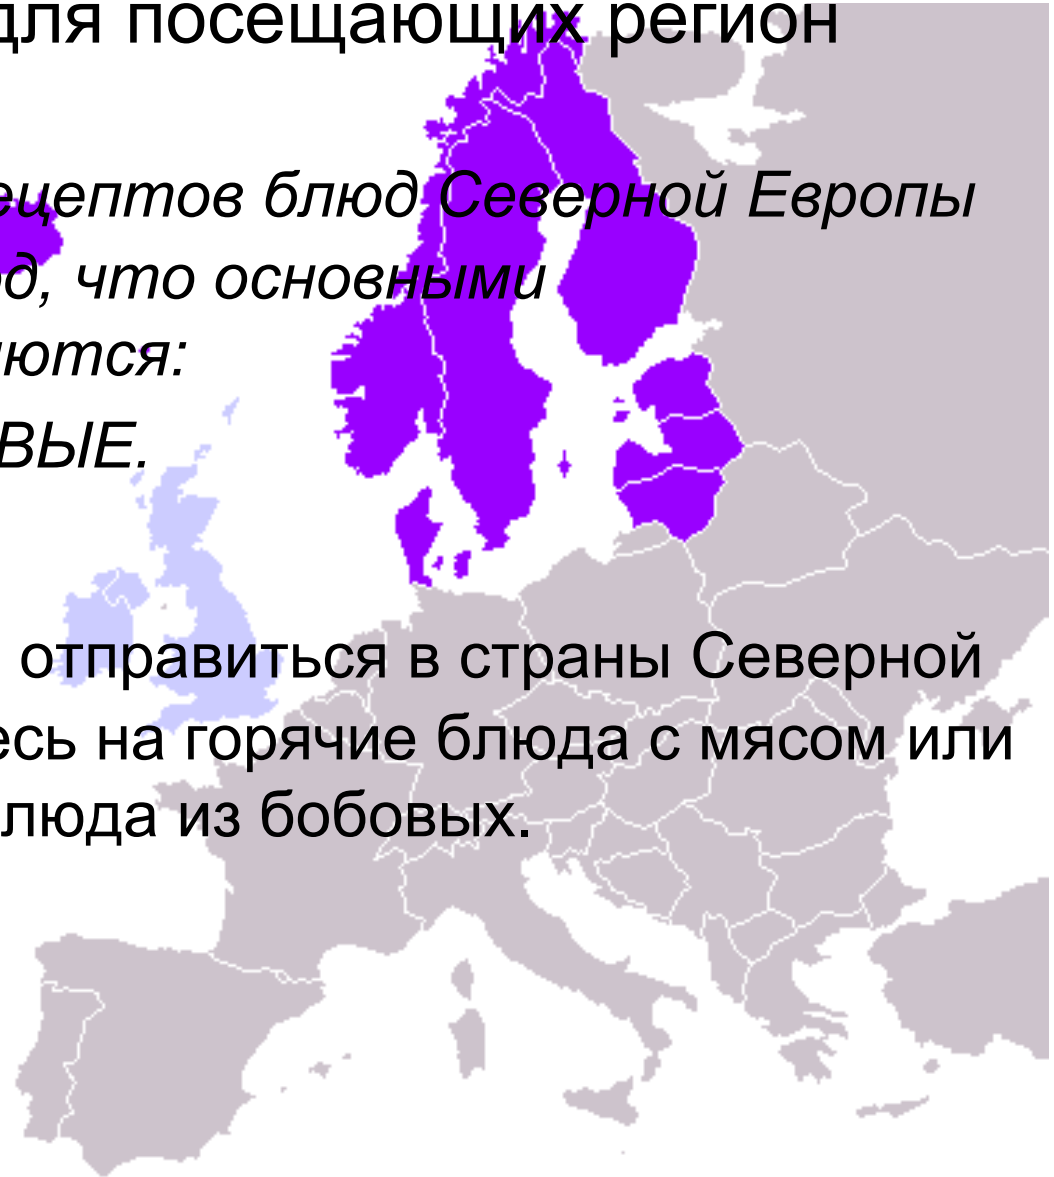 для посещающих регион
ецептов блюд Северной Европы
од, что основными
ются:
ВЫЕ.
отправиться в страны Северной
есь на горячие блюда с мясом или
люда из бобовых.